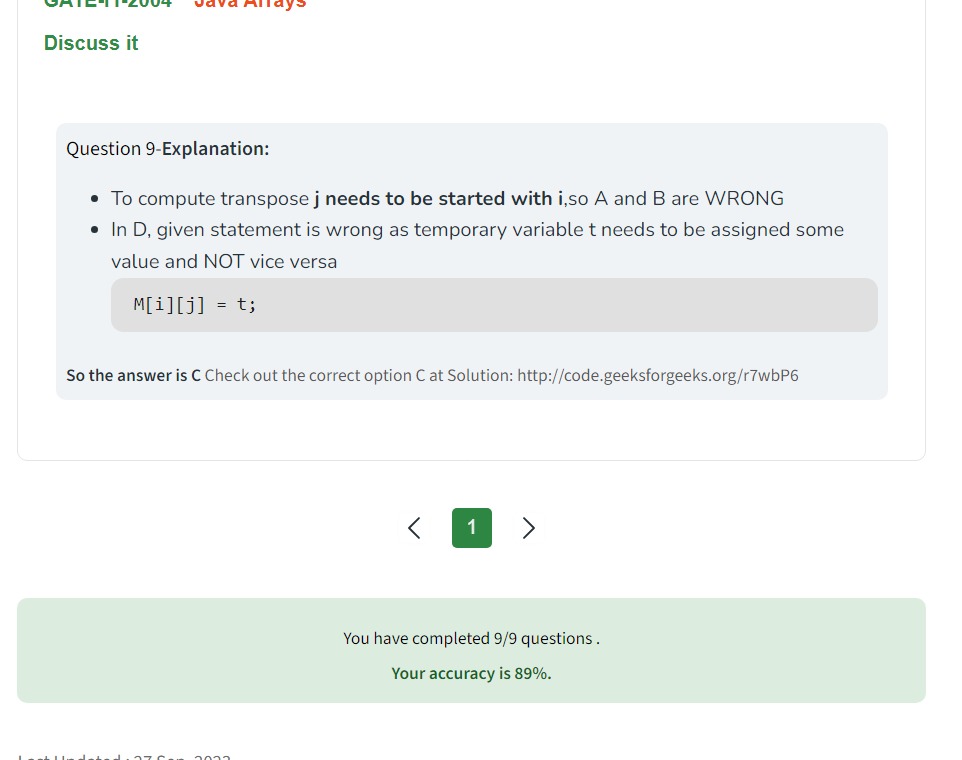 GATE-IT-2004 Java Arrays
Discuss it
Question 9-Explanation:
To compute transpose j needs to be started with i,so A and B are WRONG
In D, given statement is wrong as temporary variable t needs to be assigned some
value and NOT vice versa
M[i][j] = t;
So the answer is C Check out the correct option C at Solution: http://code.geeksforgeeks.org/r7wbP6
1
You have completed 9/9 questions .
Your accuracy is 89%.
Last Updated : 27 Sep, 2023